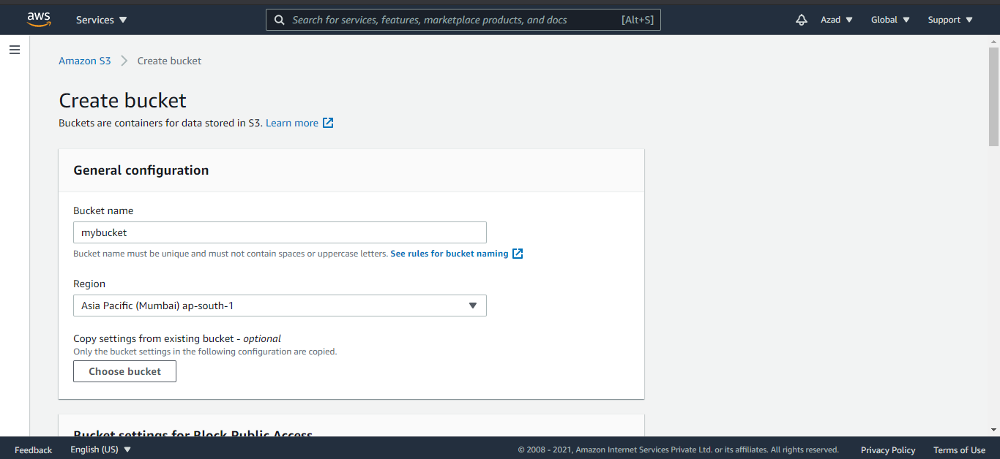 aws Services Search for services, features, marketplace products, and docs [Alt+S] Azad Global Support
Amazon S3 Create bucket
Create bucket
Buckets are containers for data stored in S3. Learn more
General configuration
Bucket name
mybucket
Bucket name must be unique and must not contain spaces or uppercase letters. See rules for bucket naming
Region
Asia Pacific (Mumbai) ap-south-1
Copy settings from existing bucket - optional
Only the bucket settings in the following configuration are copied.
Choose bucket
Bucket settings for Block Public Access
Feedback English (US) © 2008 - 2021, Amazon Internet Services Private Ltd. or its affiliates. All rights reserved. Privacy Policy Terms of Use